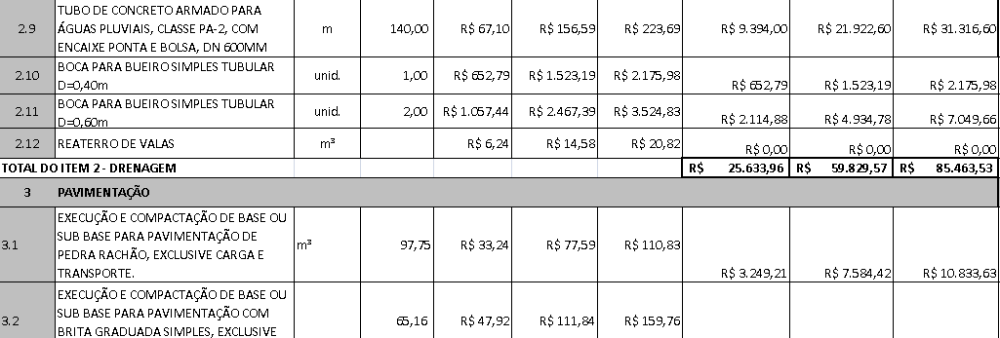 2.9 TUBO DE CONCRETO ARMADO PARA ÁGUAS PLUVIAIS, CLASSE PA-2, COM ENCAIXE PONTA E BOLSA, DN 600MM m 140,00 R$ 67,10 R$ 156,59 R$ 223,69 R$ 9.394,00 R$ 21.922,60 R$ 31.316,60
2.10 BOCA PARA BUEIRO SIMPLES TUBULAR D=0,40m unid. 1,00 R$ 652,79 R$ 1.523,19 R$ 2.175,98 R$ 652,79 R$ 1.523,19 R$ 2.175,98
2.11 BOCA PARA BUEIRO SIMPLES TUBULAR D=0,60m unid. 2,00 R$ 1.057,44 R$ 2.467,39 R$ 3.524,83 R$ 2.114,88 R$ 4.934,78 R$ 7.049,66
2.12 REATERRO DE VALAS m³ R$ 6,24 R$ 14,58 R$ 20,82 R$ 0,00 R$ 0,00 R$ 0,00
TOTAL DO ITEM 2 - DRENAGEM R$ 25.633,96 R$ 59.829,57 R$ 85.463,53
3 PAVIMENTAÇÃO
3.1 EXECUÇÃO E COMPACTAÇÃO DE BASE OU SUB BASE PARA PAVIMENTAÇÃO DE PEDRA RACHÃO, EXCLUSIVE CARGA E TRANSPORTE. m³ 97,75 R$ 33,24 R$ 77,59 R$ 110,83 R$ 3.249,21 R$ 7.584,42 R$ 10.833,63
3.2 EXECUÇÃO E COMPACTAÇÃO DE BASE OU SUB BASE PARA PAVIMENTAÇÃO COM BRITA GRADUADA SIMPLES, EXCLUSIVE 65,16 R$ 47,92 R$ 111,84 R$ 159,76